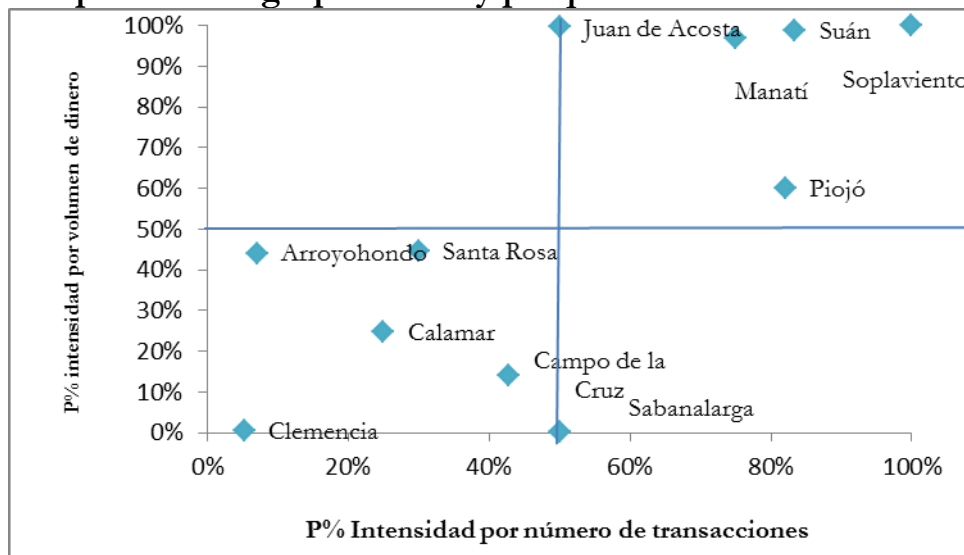 100%
90%
80%
70%
60%
50%
40%
30%
20%
10%
0%
P% intensidad por volumen de dinero
Juan de Acosta
Suán
Manatí
Soplaviento
Piojó
Arroyohondo
Santa Rosa
Calamar
Campo de la
Cruz
Sabanalarga
Clemencia
0%
20%
40%
60%
80%
100%
P% Intensidad por número de transacciones